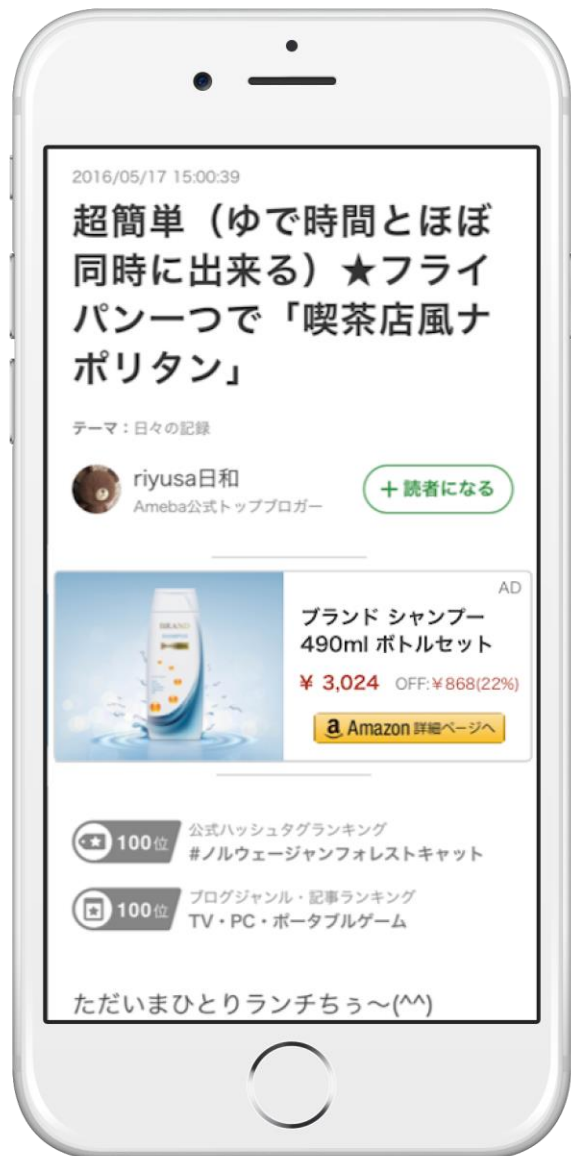 2016/05/17 15:00:39
超簡単（ゆで時間とほぼ
同時に出来る）★フライ
パン一つで「喫茶店風ナ
ポリタン」
テーマ：日々の記録
riyusa日和
Ameba公式トップブロガー
＋読者になる
AD
BRAND
SHAMPOO
ブランド シャンプー
490ml ボトルセット
¥ 3,024 OFF:¥868(22%)
a Amazon 詳細ページへ
100位
公式ハッシュタグランキング
#ノルウェージャンフォレストキャット
100位
ブログジャンル・記事ランキング
TV・PC・ポータブルゲーム
ただいまひとりランチちぅ〜(^^)